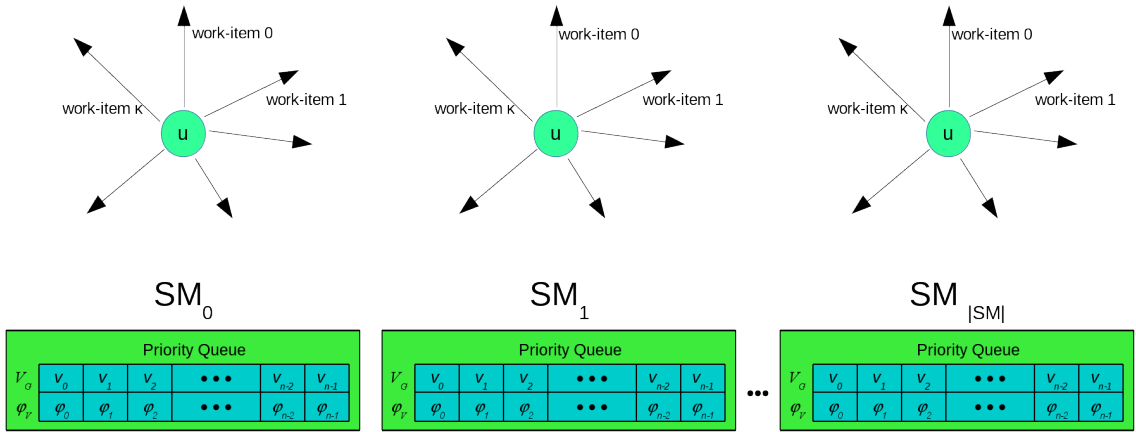 work-item 0 work-item 0 work-item 0
work-item κ work-item 1 work-item κ work-item 1 work-item κ work-item 1
u u u
SM0 SM1 SM|SM|
Priority Queue Priority Queue Priority Queue
VG v0 v1 v2 ••• vn-2 vn-1 VG v0 v1 v2 ••• vn-2 vn-1 VG v0 v1 v2 ••• vn-2 vn-1
•••
φV φ0 φ1 φ2 ••• φn-2 φn-1 φV φ0 φ1 φ2 ••• φn-2 φn-1 φV φ0 φ1 φ2 ••• φn-2 φn-1